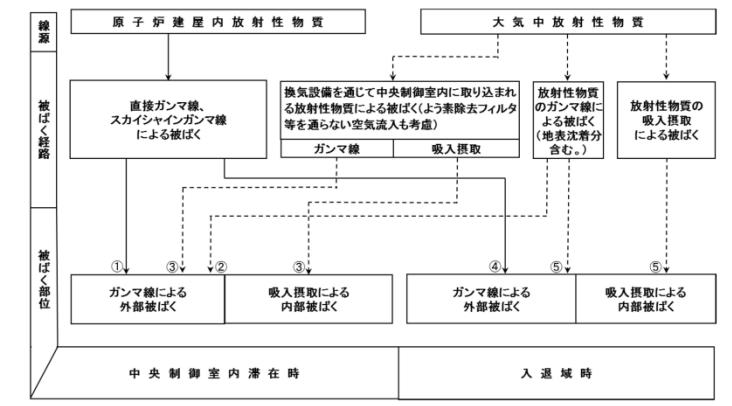 線源
原子炉建屋内放射性物質
大気中放射性物質
被ばく経路
直接ガンマ線、
スカイシャインガンマ線
による被ばく
換気設備を通じて中央制御室内に取り込まれ
る放射性物質による被ばく(よう素除去フィルタ
等を通らない空気流入も考慮)
ガンマ線
吸入摂取
放射性物質
のガンマ線に
よる被ばく
(地表沈着分
含む。)
放射性物質の
吸入摂取
による被ばく
被ばく部位
①
③
②
③
④
⑤
⑤
ガンマ線による
外部被ばく
吸入摂取による
内部被ばく
ガンマ線による
外部被ばく
吸入摂取による
内部被ばく
中央制御室内滞在時
入退域時